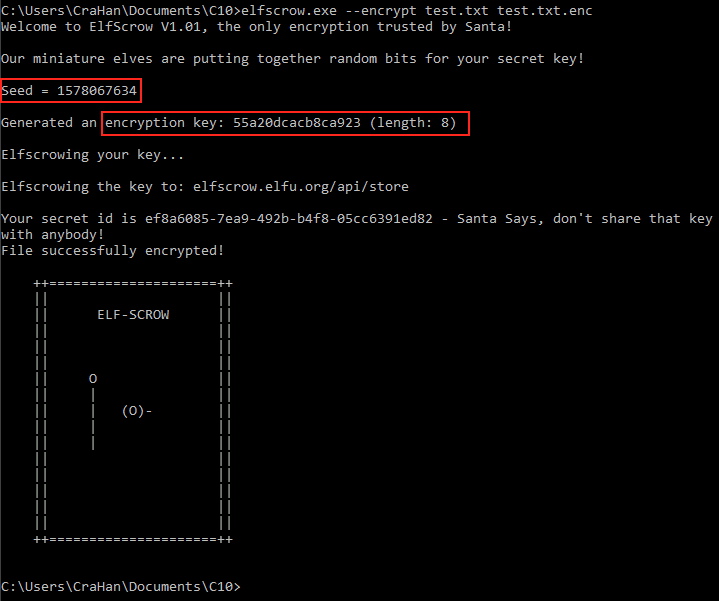 C:\Users\CraHan\Documents\C10>elfscrow.exe --encrypt test.txt test.txt.enc
Welcome to ElfScrow V1.01, the only encryption trusted by Santa!
Our miniature elves are putting together random bits for your secret key!
Seed = 1578067634
Generated an encryption key: 55a20dcacb8ca923 (length: 8)
Elfscrowing your key...
Elfscrowing the key to: elfscrow.elfu.org/api/store
Your secret id is ef8a6085-7ea9-492b-b4f8-05cc6391ed82 - Santa Says, don't share that key
with anybody!
File successfully encrypted!
    ++=====================++
    ||                     ||
    ||      ELF-SCROW      ||
    ||                     ||
    ||                     ||
    ||                     ||
    ||     O               ||
    ||     |               ||
    ||     |   (O)-        ||
    ||     |               ||
    ||     |               ||
    ||                     ||
    ||                     ||
    ||                     ||
    ||                     ||
    ||                     ||
    ++=====================++
C:\Users\CraHan\Documents\C10>